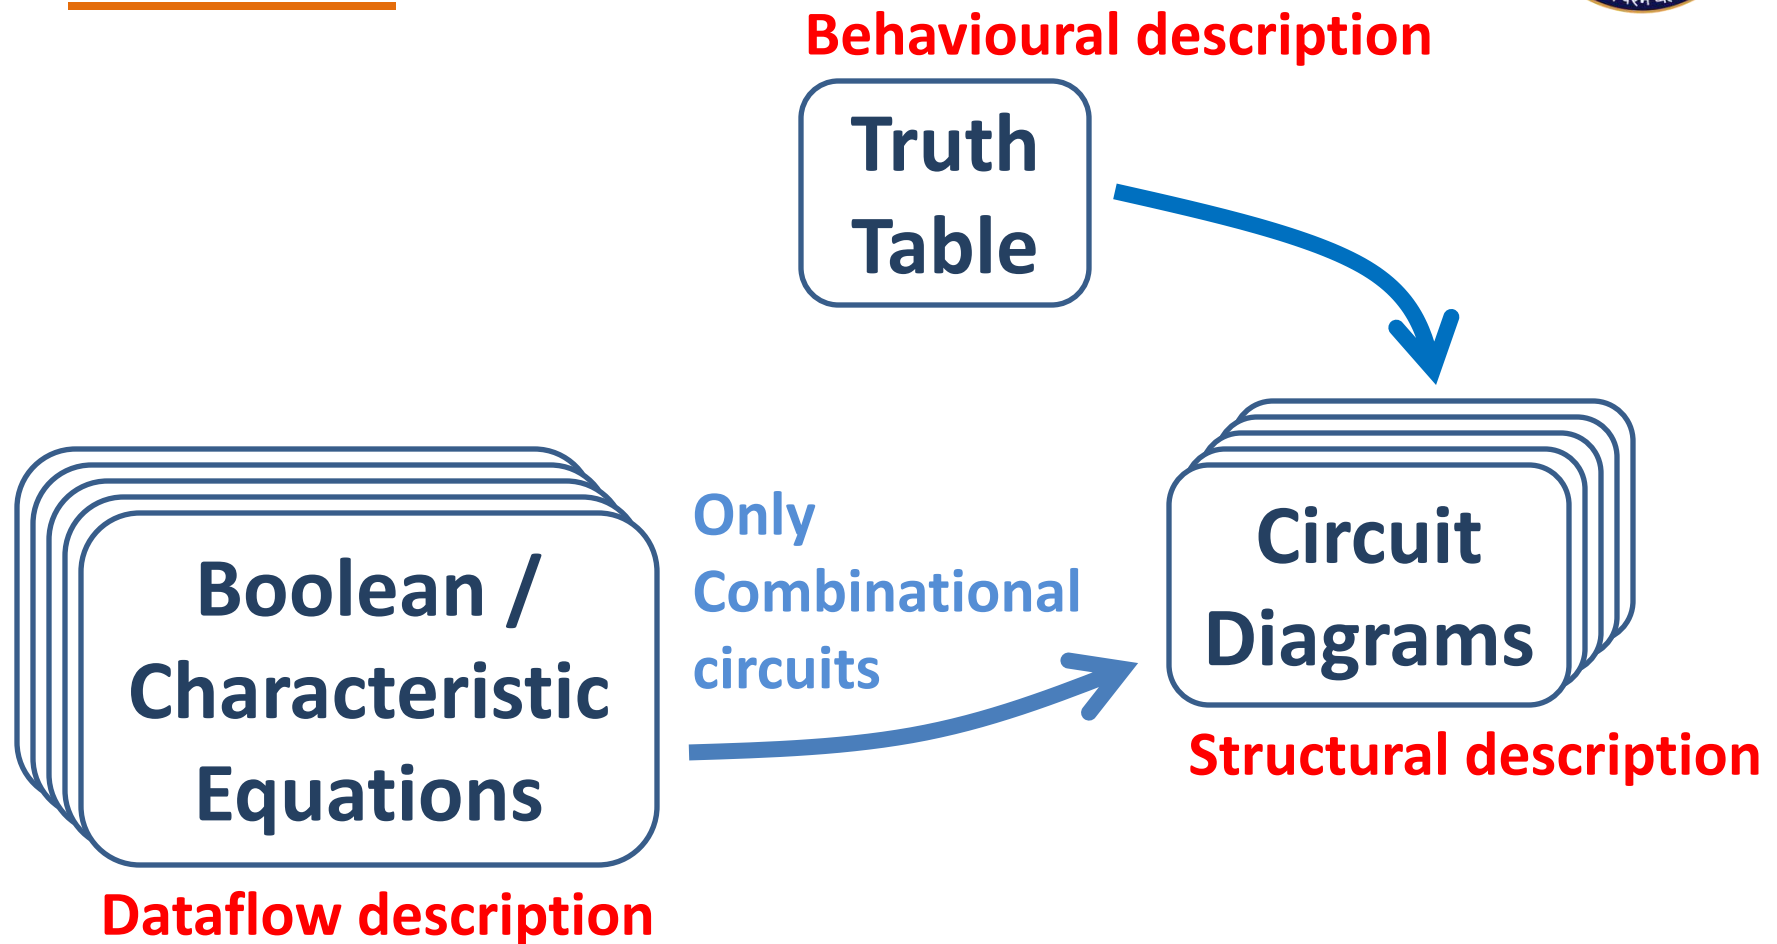 Behavioural description
Truth
Table
Only
Combinational
circuits
Boolean /
Characteristic
Equations
Circuit
Diagrams
Structural description
Dataflow description